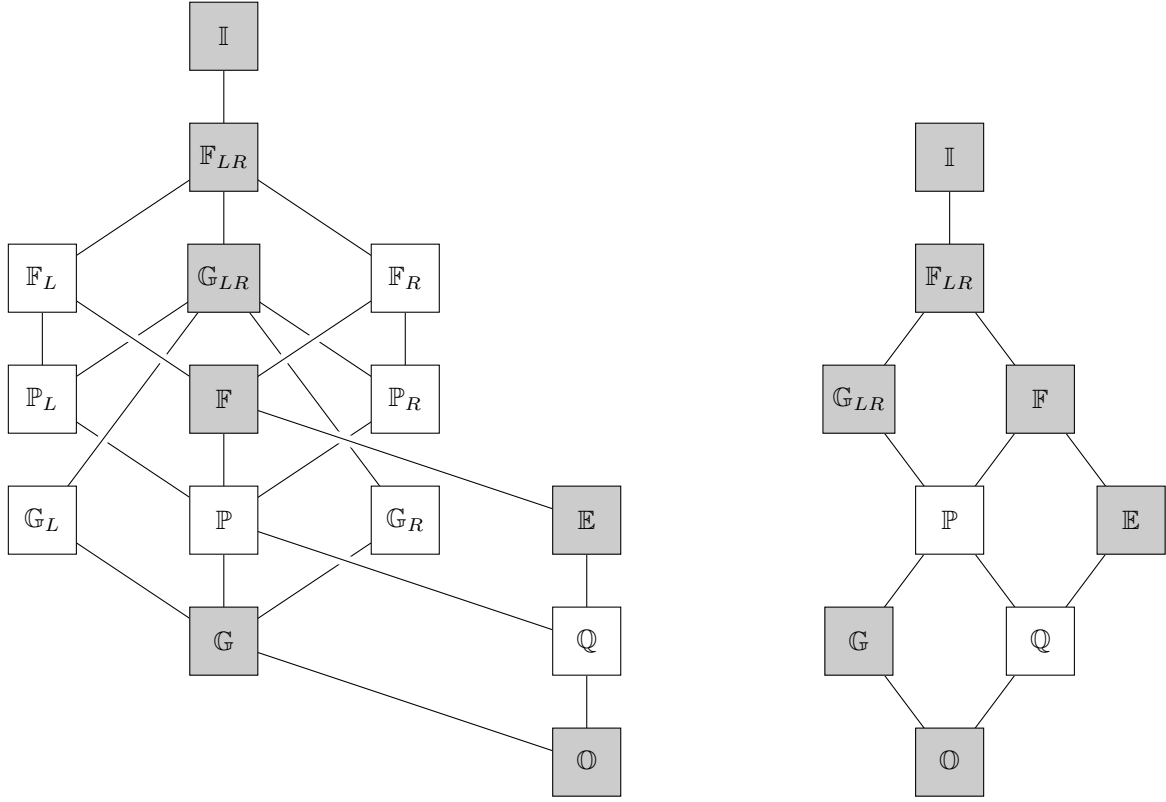 𝕀
𝔽_{LR}
𝔽_L 𝔾_{LR} 𝔽_R
ℙ_L 𝔽 ℙ_R
𝔾_L ℙ 𝔾_R 𝔼
𝔾 ℚ
𝕆
𝕀
𝔽_{LR}
𝔾_{LR} 𝔽
ℙ 𝔼
𝔾 ℚ
𝕆